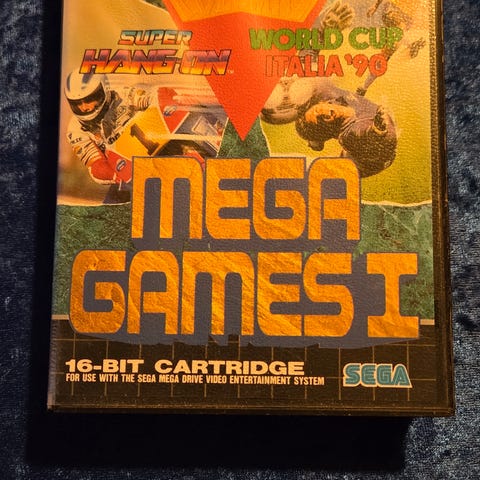 SUPER
HANG-ON™
WORLD CUP
ITALIA '90
MEGA
GAMES I
16-BIT CARTRIDGE
FOR USE WITH THE SEGA MEGA DRIVE VIDEO ENTERTAINMENT SYSTEM
SEGA